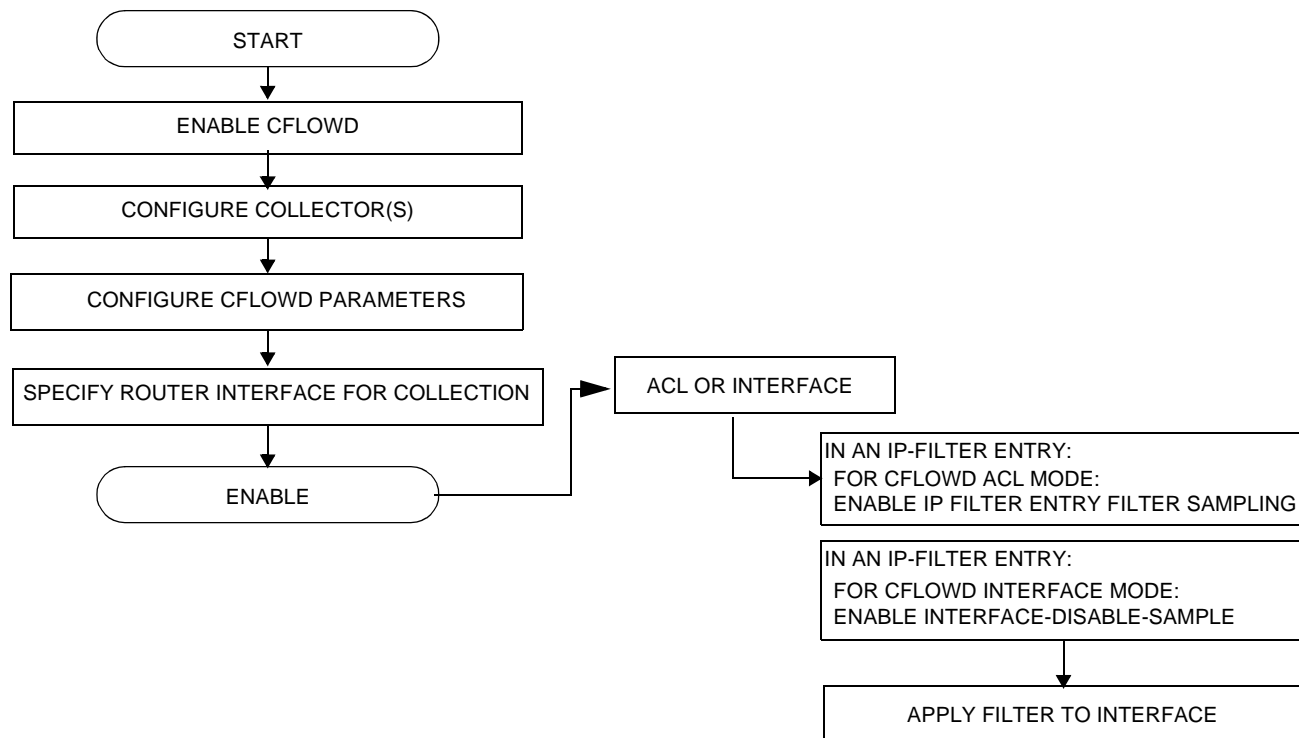 START
ENABLE CFLOWD
CONFIGURE COLLECTOR(S)
CONFIGURE CFLOWD PARAMETERS
SPECIFY ROUTER INTERFACE FOR COLLECTION
ENABLE
ACL OR INTERFACE
IN AN IP-FILTER ENTRY:
FOR CFLOWD ACL MODE:
ENABLE IP FILTER ENTRY FILTER SAMPLING
IN AN IP-FILTER ENTRY:
FOR CFLOWD INTERFACE MODE:
ENABLE INTERFACE-DISABLE-SAMPLE
APPLY FILTER TO INTERFACE